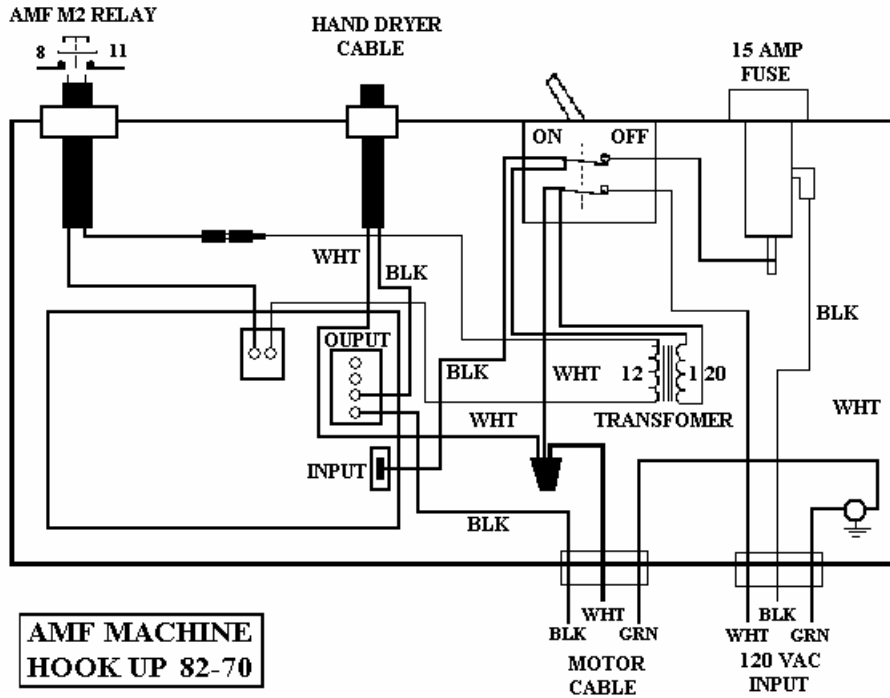 AMF M2 RELAY
8 11
HAND DRYER
CABLE
15 AMP
FUSE
ON OFF
WHT
BLK
BLK
OUPUT
BLK
WHT
12
1 20
WHT
TRANSFOMER
WHT
INPUT
BLK
AMF MACHINE
HOOK UP 82-70
BLK
WHT
GRN
MOTOR
CABLE
WHT
BLK
GRN
120 VAC
INPUT